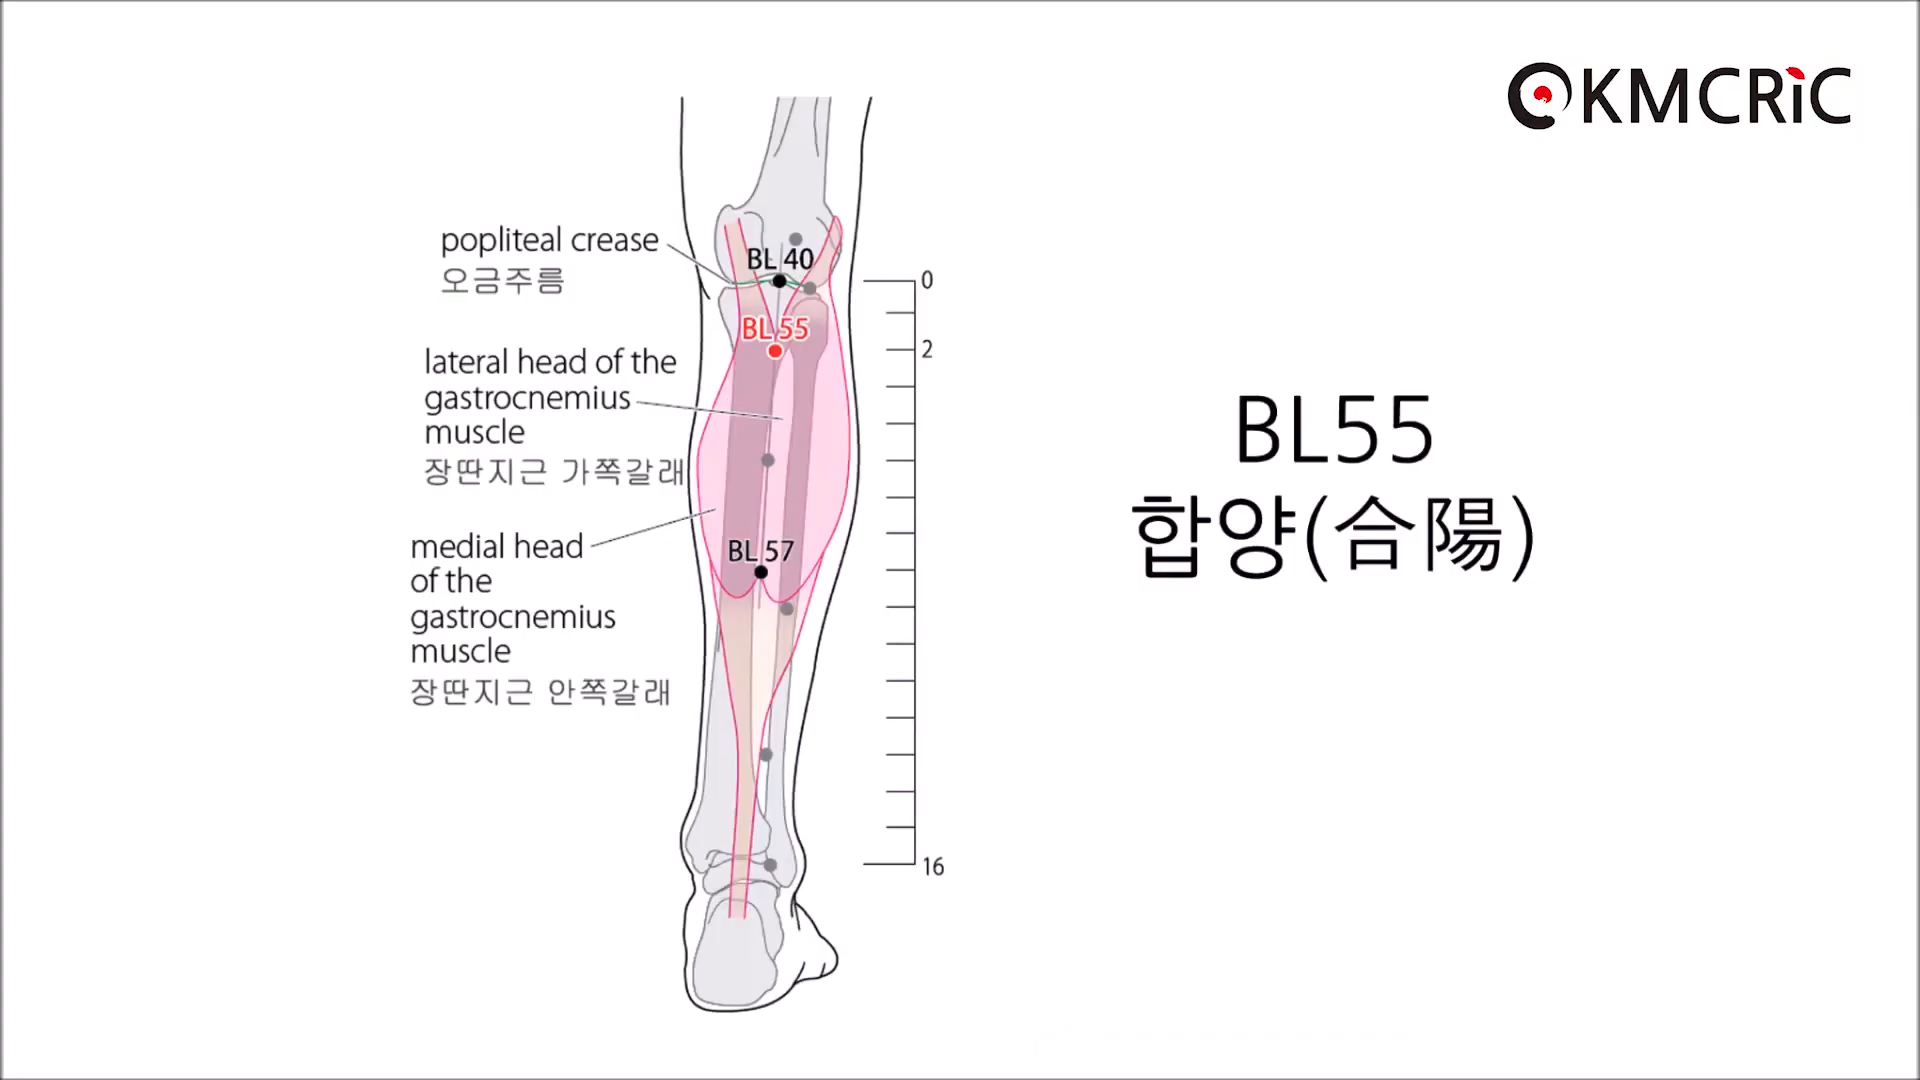 KMCRiC
popliteal crease
오금주름
BL 40
0
BL 55
2
lateral head of the
gastrocnemius
muscle
장딴지근 가쪽갈래
BL55
합양(合陽)
medial head
of the
gastrocnemius
muscle
장딴지근 안쪽갈래
BL 57
16